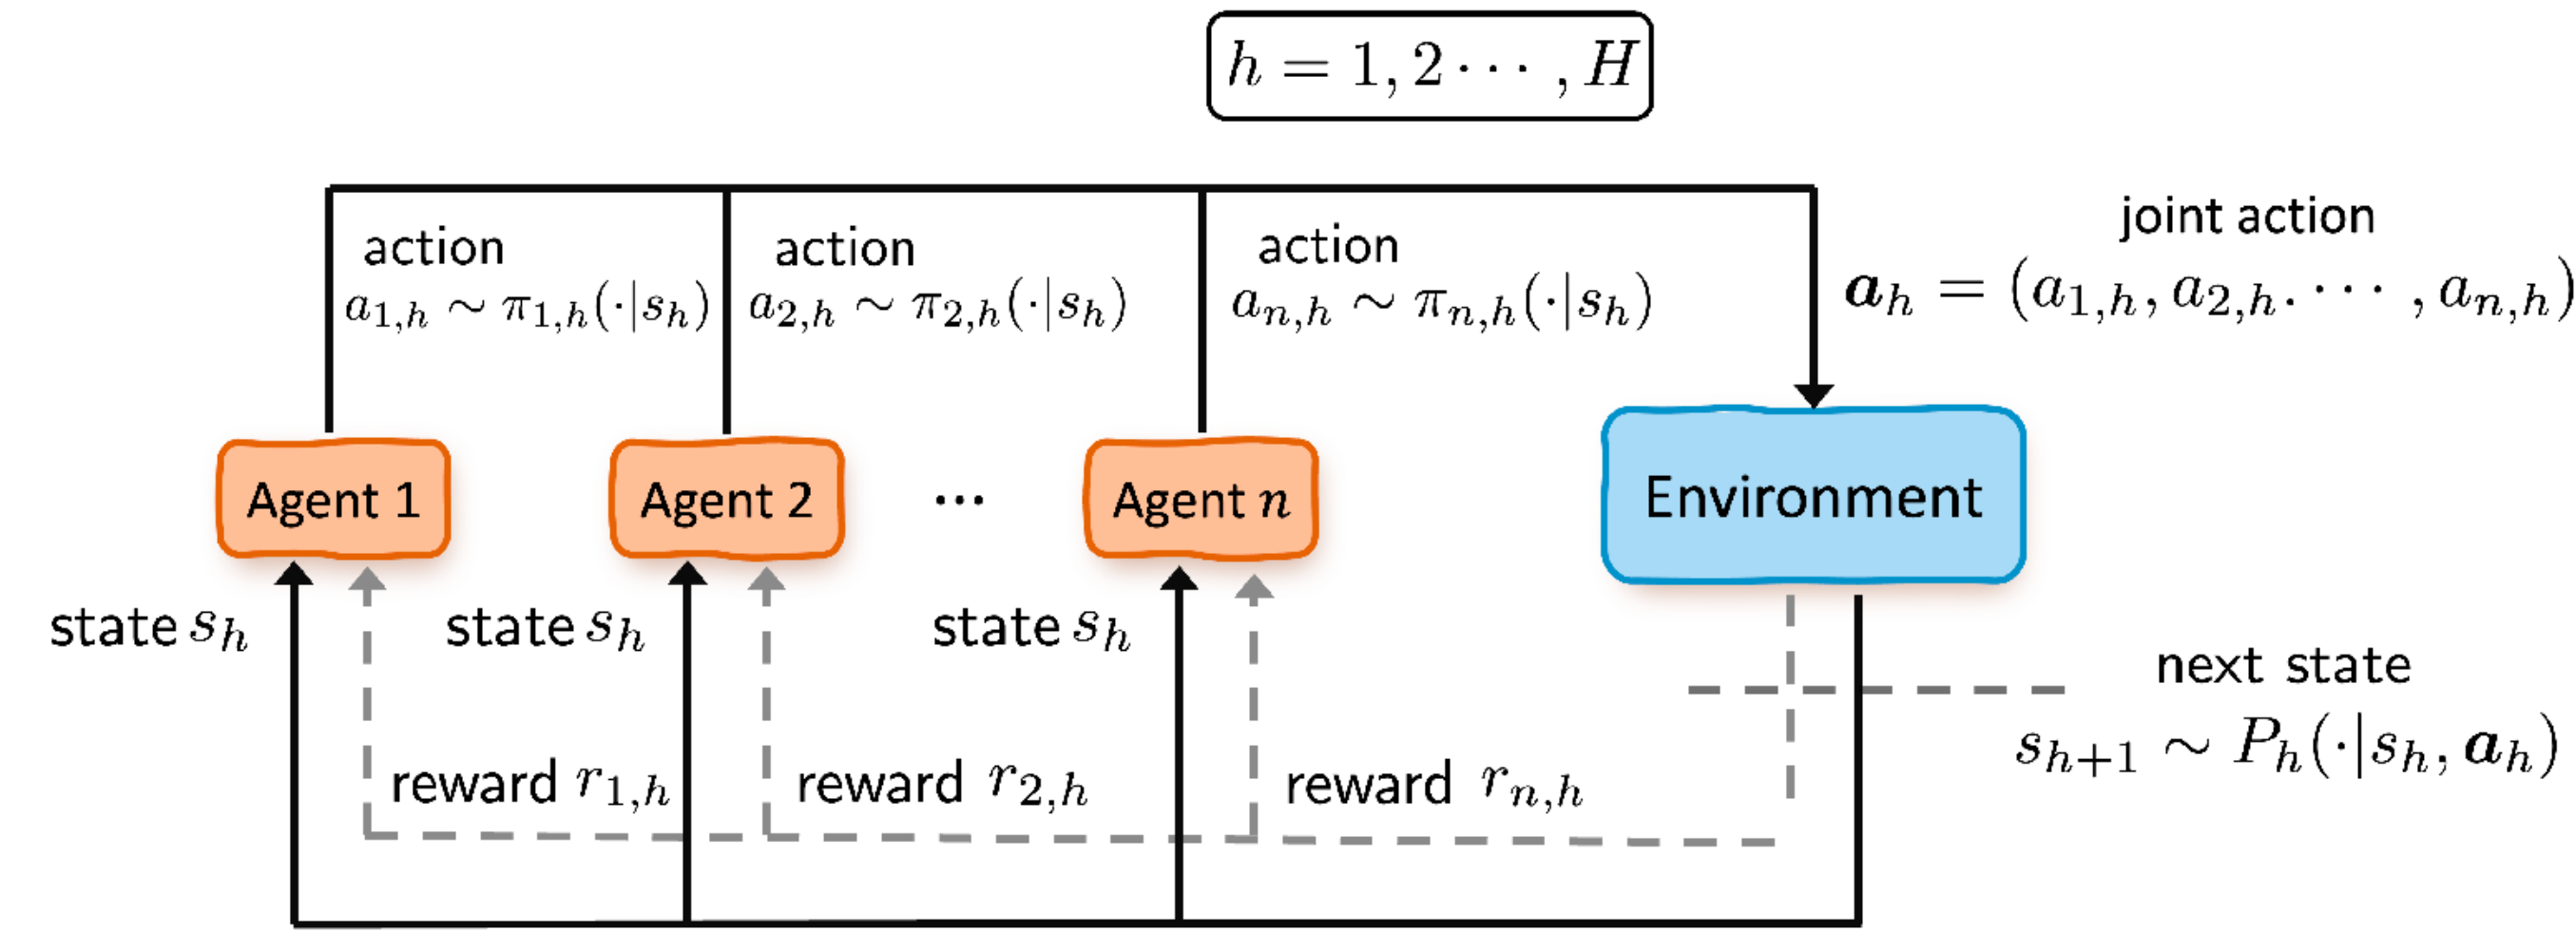 h = 1, 2 ··· , H
joint action
𝒂_h = (a_{1,h}, a_{2,h}. ··· , a_{n,h})
action
a_{1,h} ∼ π_{1,h}(·|s_h)
action
a_{2,h} ∼ π_{2,h}(·|s_h)
action
a_{n,h} ∼ π_{n,h}(·|s_h)
Agent 1
Agent 2
...
Agent n
Environment
state s_h
state s_h
state s_h
next state
s_{h+1} ∼ P_h(·|s_h, 𝒂_h)
reward r_{1,h}
reward r_{2,h}
reward r_{n,h}